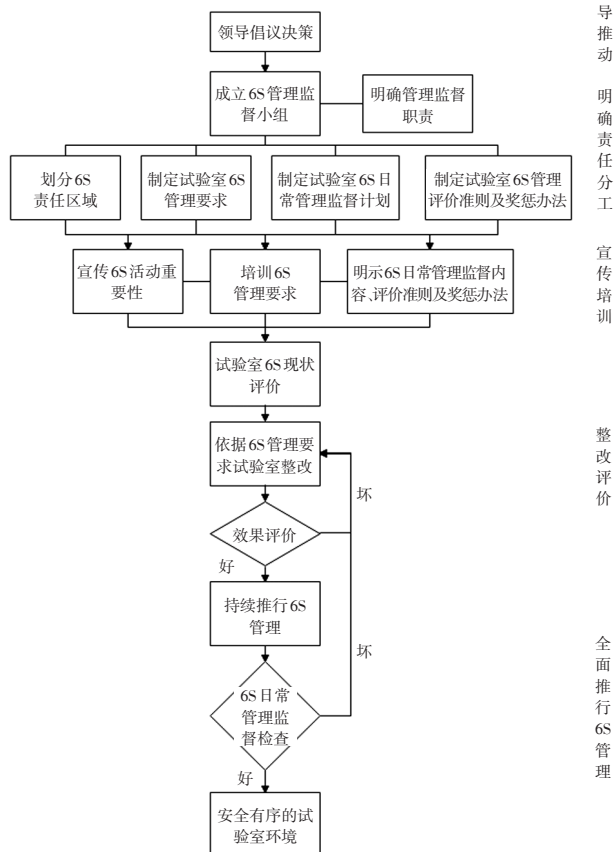 领导倡议决策
成立6S管理监
督小组
明确管理监督
职责
划分6S
责任区域
制定试验室6S
管理要求
制定试验室6S日
常管理监督计划
制定试验室6S管理
评价准则及奖惩办法
宣传6S活动重
要性
培训6S
管理要求
明示6S日常管理监督内
容、评价准则及奖惩办法
试验室6S现状
评价
依据6S管理要
求试验室整改
坏
效果评价
好
持续推行6S
管理
坏
6S日常
管理监
督检查
好
安全有序的试
验室环境
导
推
动
明
确
责
任
分
工
宣
传
培
训
整
改
评
价
全
面
推
行
6S
管
理